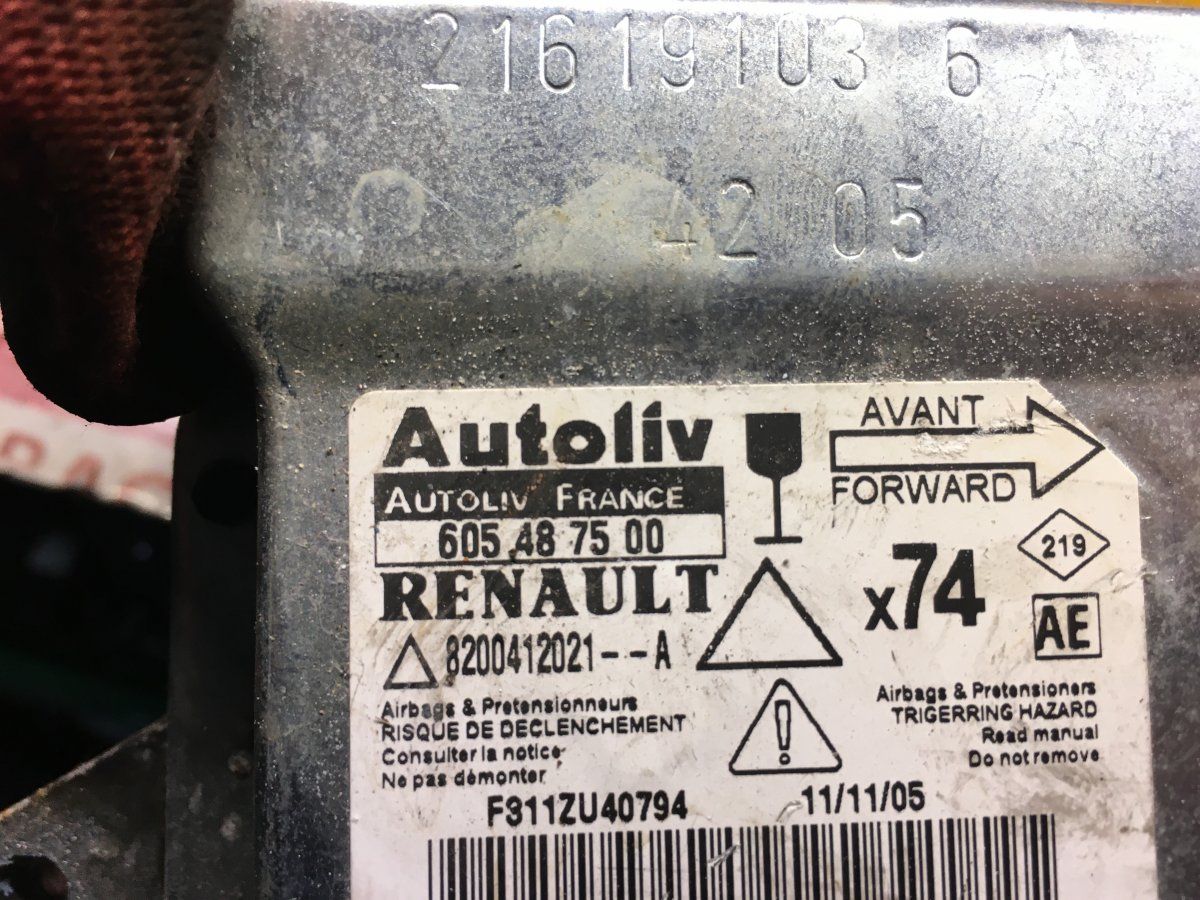 216191036 A
42 05
Autoliv
AUTOLIV FRANCE
605 48 75 00
RENAULT
8200412021--A
Airbags & Pretensionneurs
RISQUE DE DECLENCHEMENT
Consulter la notice
Ne pas démonter
AVANT
FORWARD
x74
219
AE
Airbags & Pretensioners
TRIGERRING HAZARD
Read manual
Do not remove
F311ZU40794
11/11/05